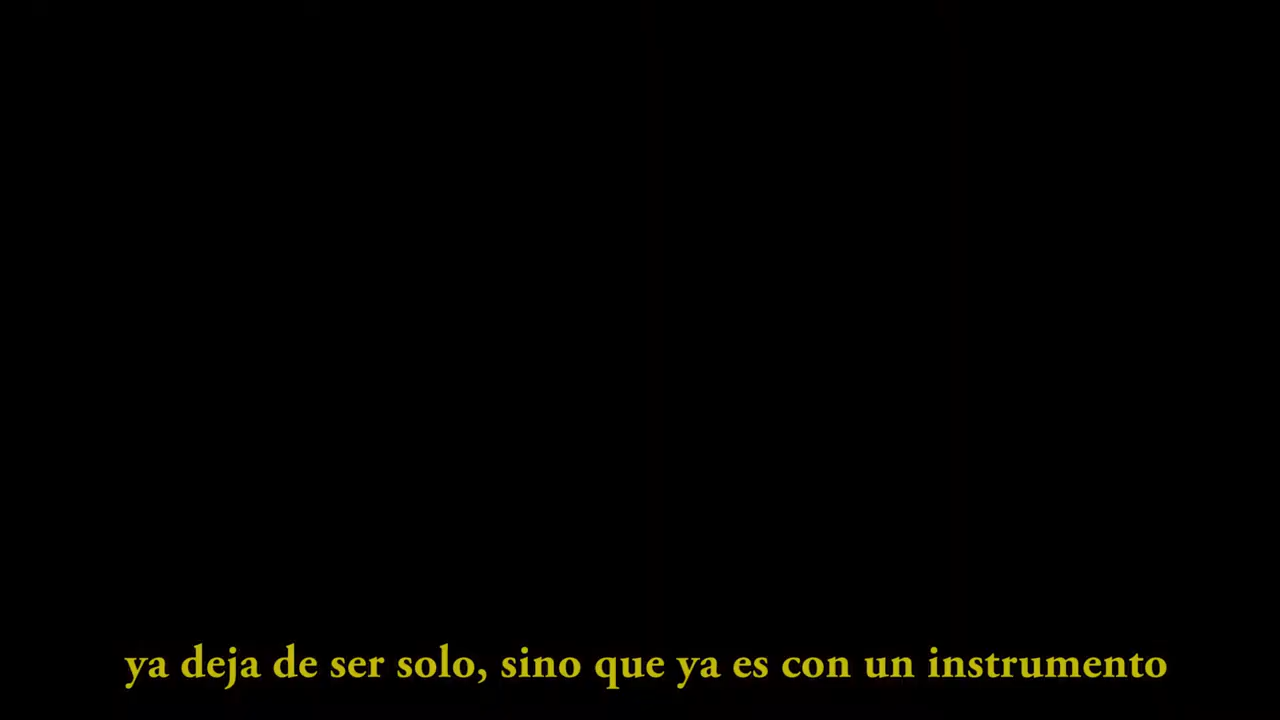 ya deja de ser solo, sino que ya es con un instrumento